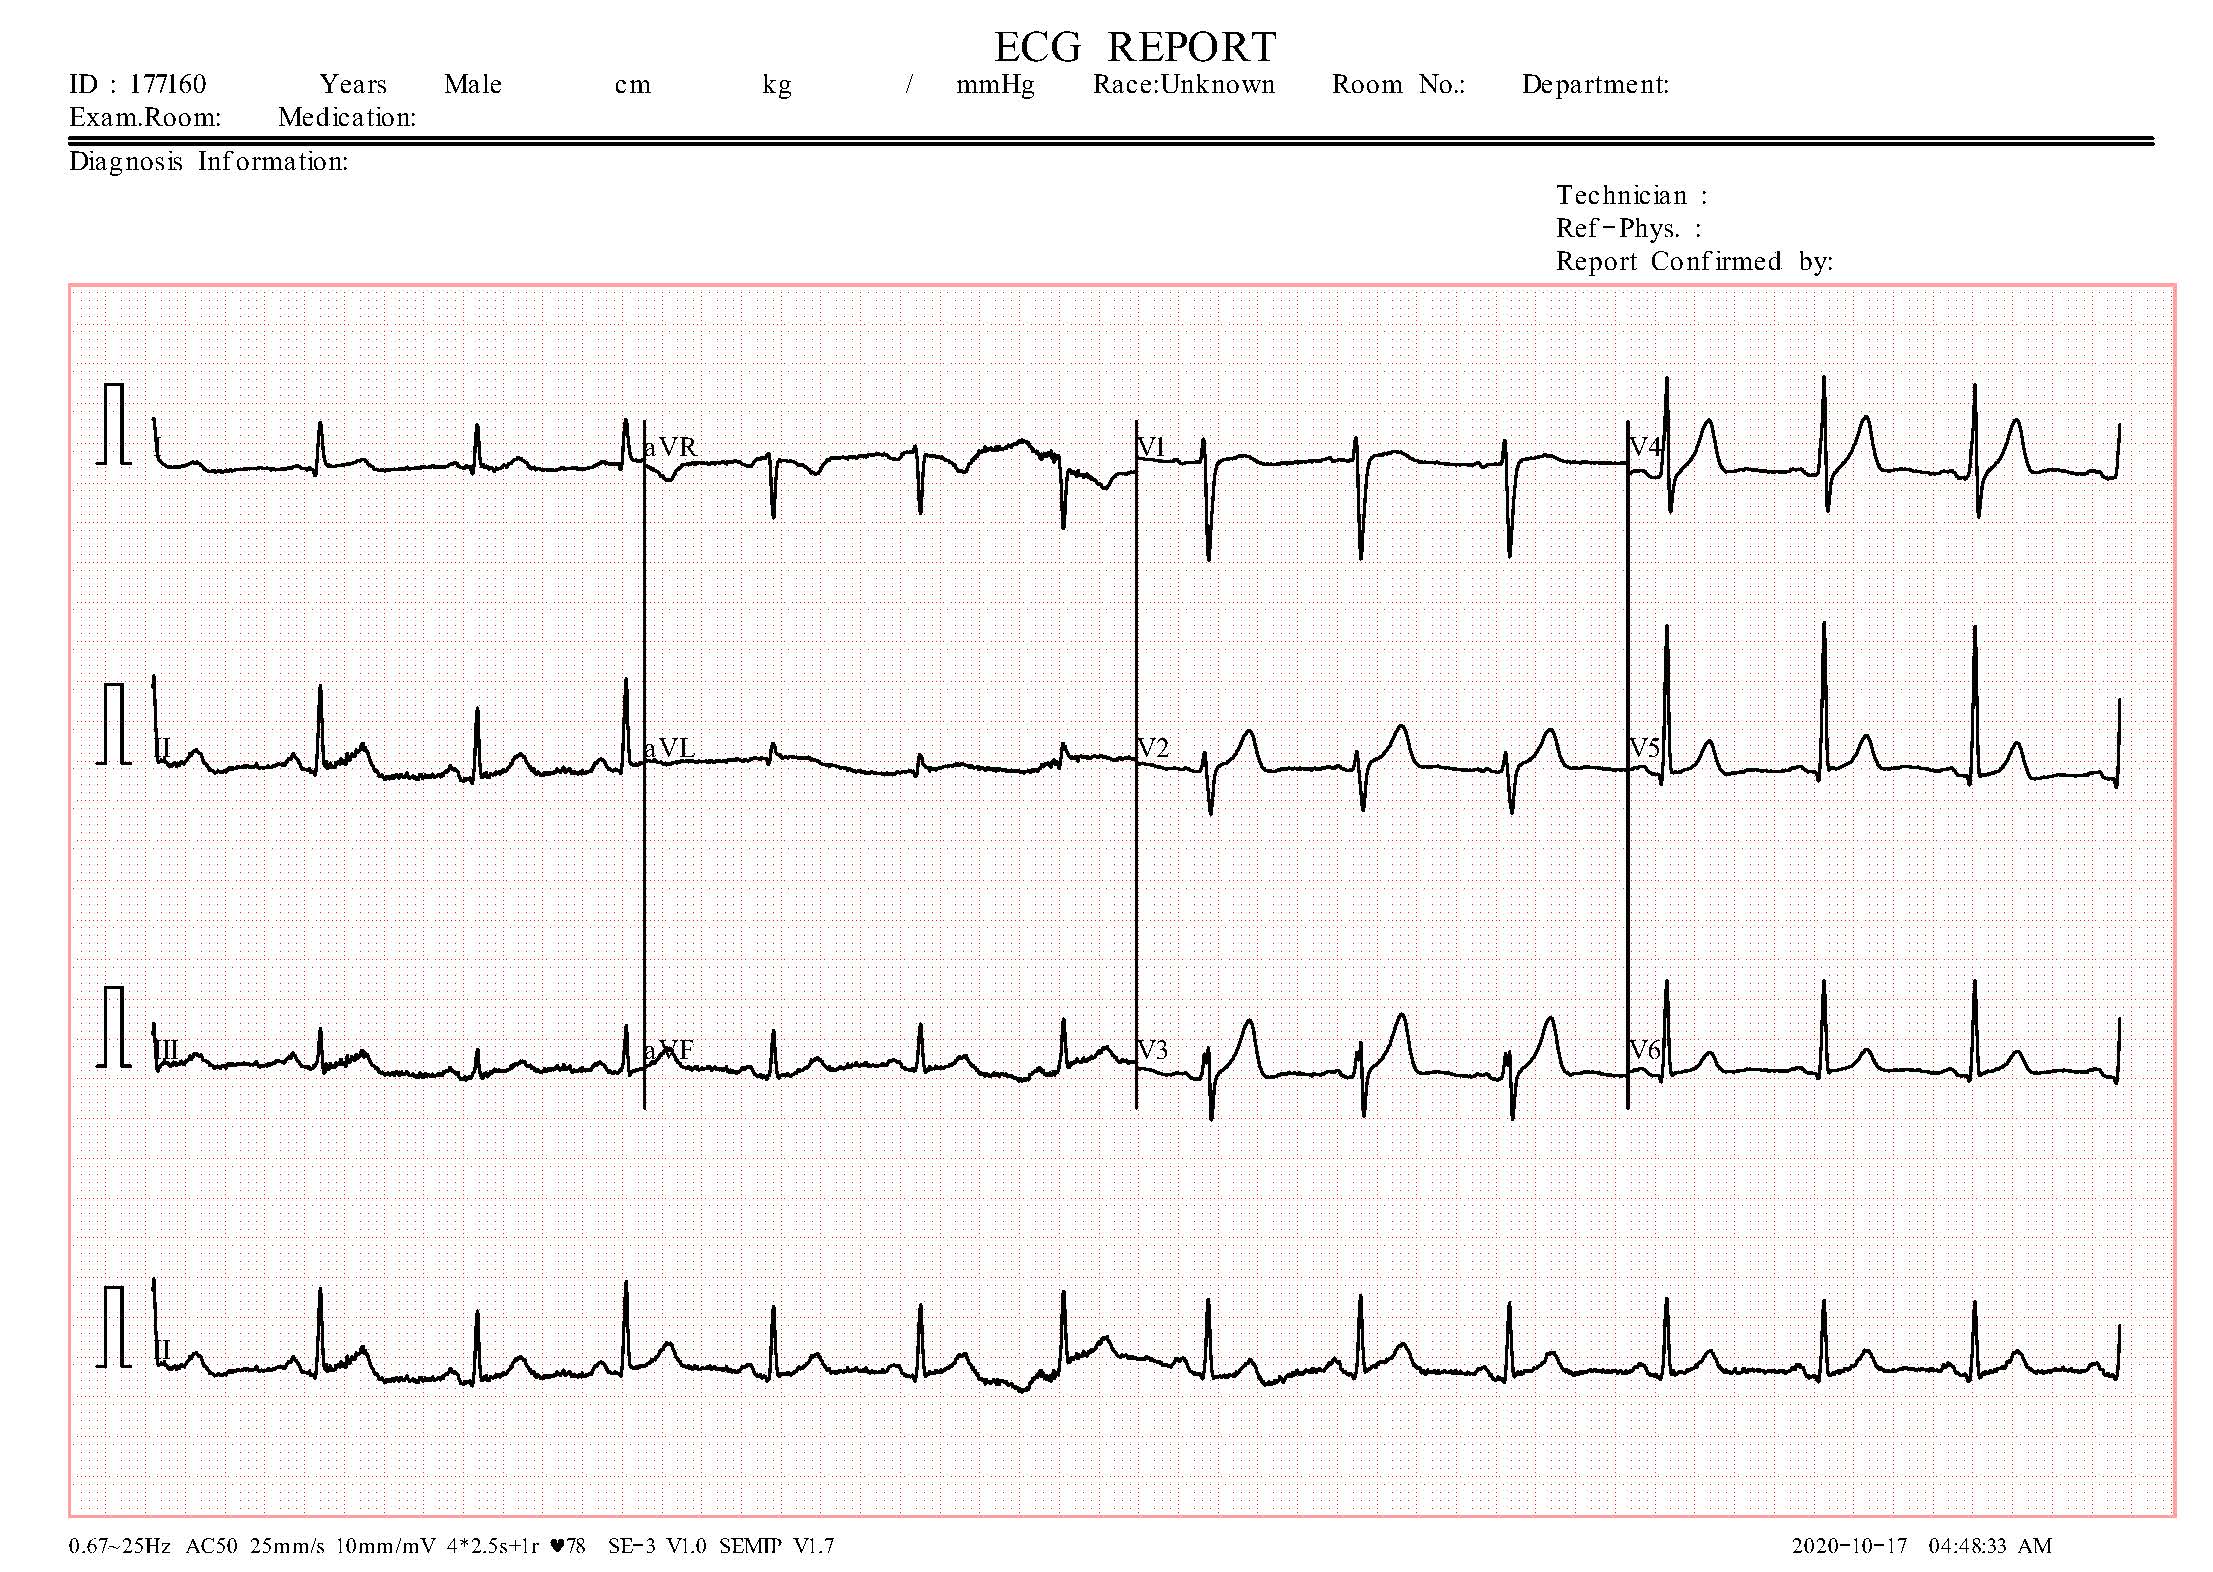 ECG REPORT
ID : 177160 Years Male cm kg / mmHg Race:Unknown Room No.: Department:
Exam.Room: Medication:
Diagnosis Information:
Technician :
Ref-Phys. :
Report Confirmed by:
I aVR V1 V4
II aVL V2 V5
III aVF V3 V6
II
0.67~25Hz AC50 25mm/s 10mm/mV 4*2.5s+1r ♥78 SE-3 V1.0 SEMIP V1.7 2020-10-17 04:48:33 AM